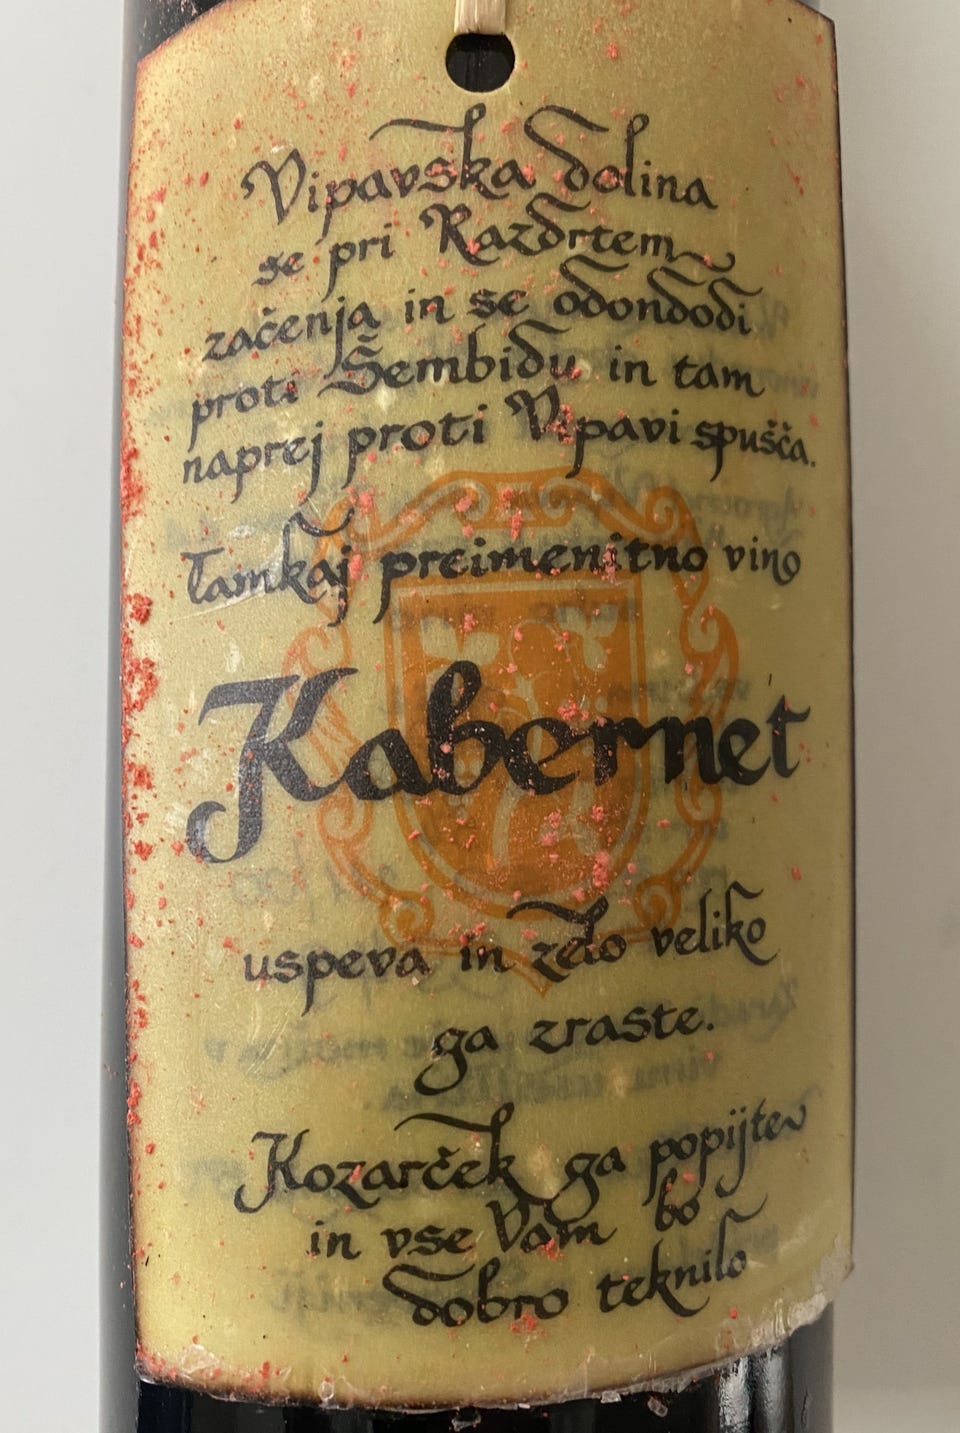 Vipavska dolina
se pri Razdrtem
začenja in se odondodi
proti Šembidu in tam
naprej proti Vipavi spušča.
Tamkaj preimenitno vino
Kabernet
uspeva in zelo veliko
ga zraste.
Kozarček ga popijte
in vse Vam bo
dobro teknilo